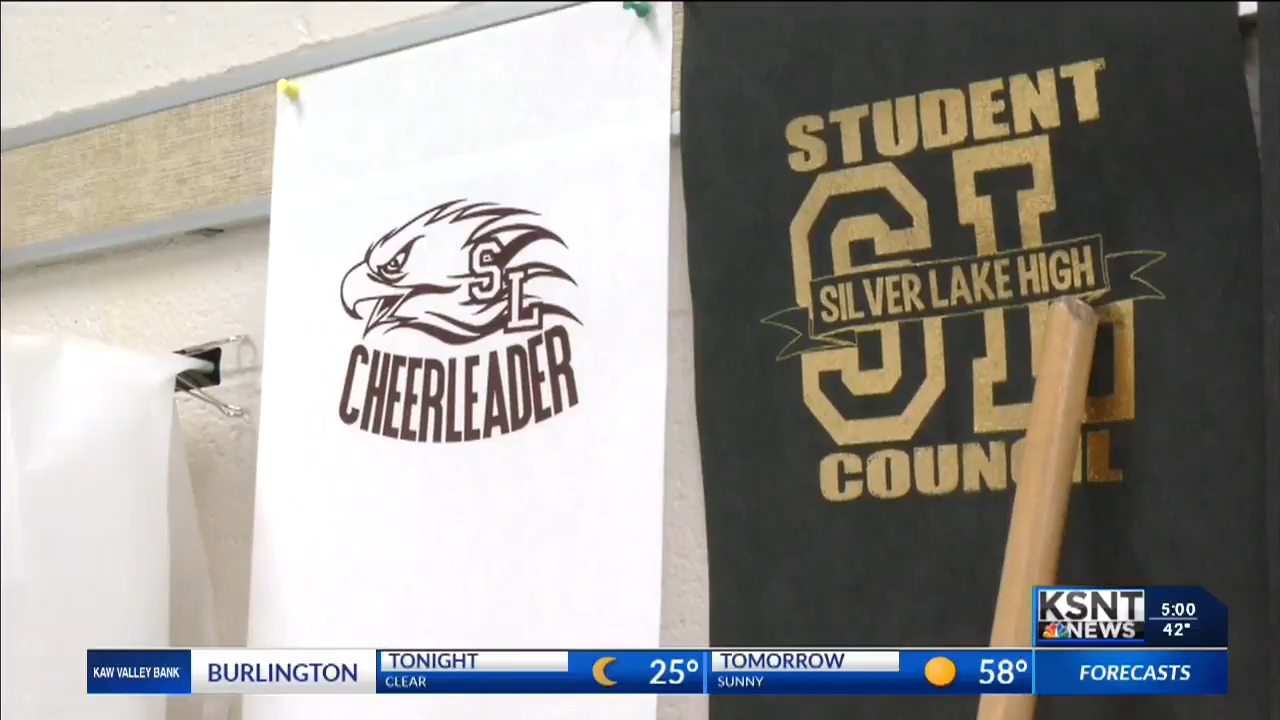 SL
CHEERLEADER
STUDENT
SL
SILVER LAKE HIGH
COUNCIL
KSNT
NEWS
5:00
42°
KAW VALLEY BANK
BURLINGTON
TONIGHT
CLEAR
25°
TOMORROW
SUNNY
58°
FORECASTS